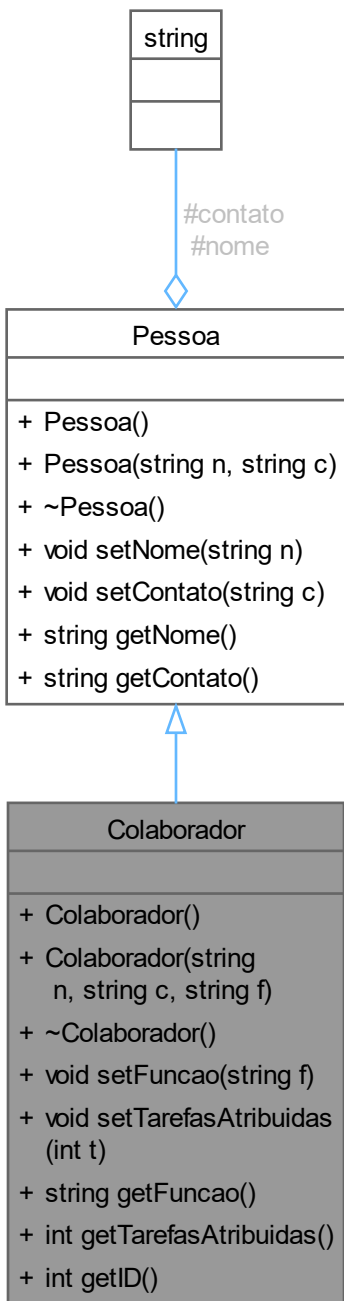 string
#contato
#nome
Pessoa
+ Pessoa()
+ Pessoa(string n, string c)
+ ~Pessoa()
+ void setNome(string n)
+ void setContato(string c)
+ string getNome()
+ string getContato()
Colaborador
+ Colaborador()
+ Colaborador(string
n, string c, string f)
+ ~Colaborador()
+ void setFuncao(string f)
+ void setTarefasAtribuidas
(int t)
+ string getFuncao()
+ int getTarefasAtribuidas()
+ int getID()